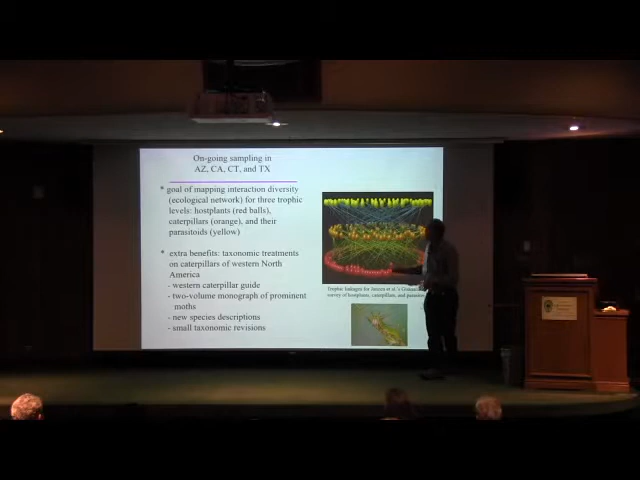 On-going sampling in
AZ, CA, CT, and TX
* goal of mapping interaction diversity
(ecological network) for three trophic
levels: hostplants (red balls),
caterpillars (orange), and their
parasitoids (yellow)
* extra benefits: taxonomic treatments
on caterpillars of western North
America
- western caterpillar guide
- two-volume monograph of prominent
moths
- new species descriptions
- small taxonomic revisions
Trophic linkages for Janzen et al.'s
survey of hostplants, caterpillars, and